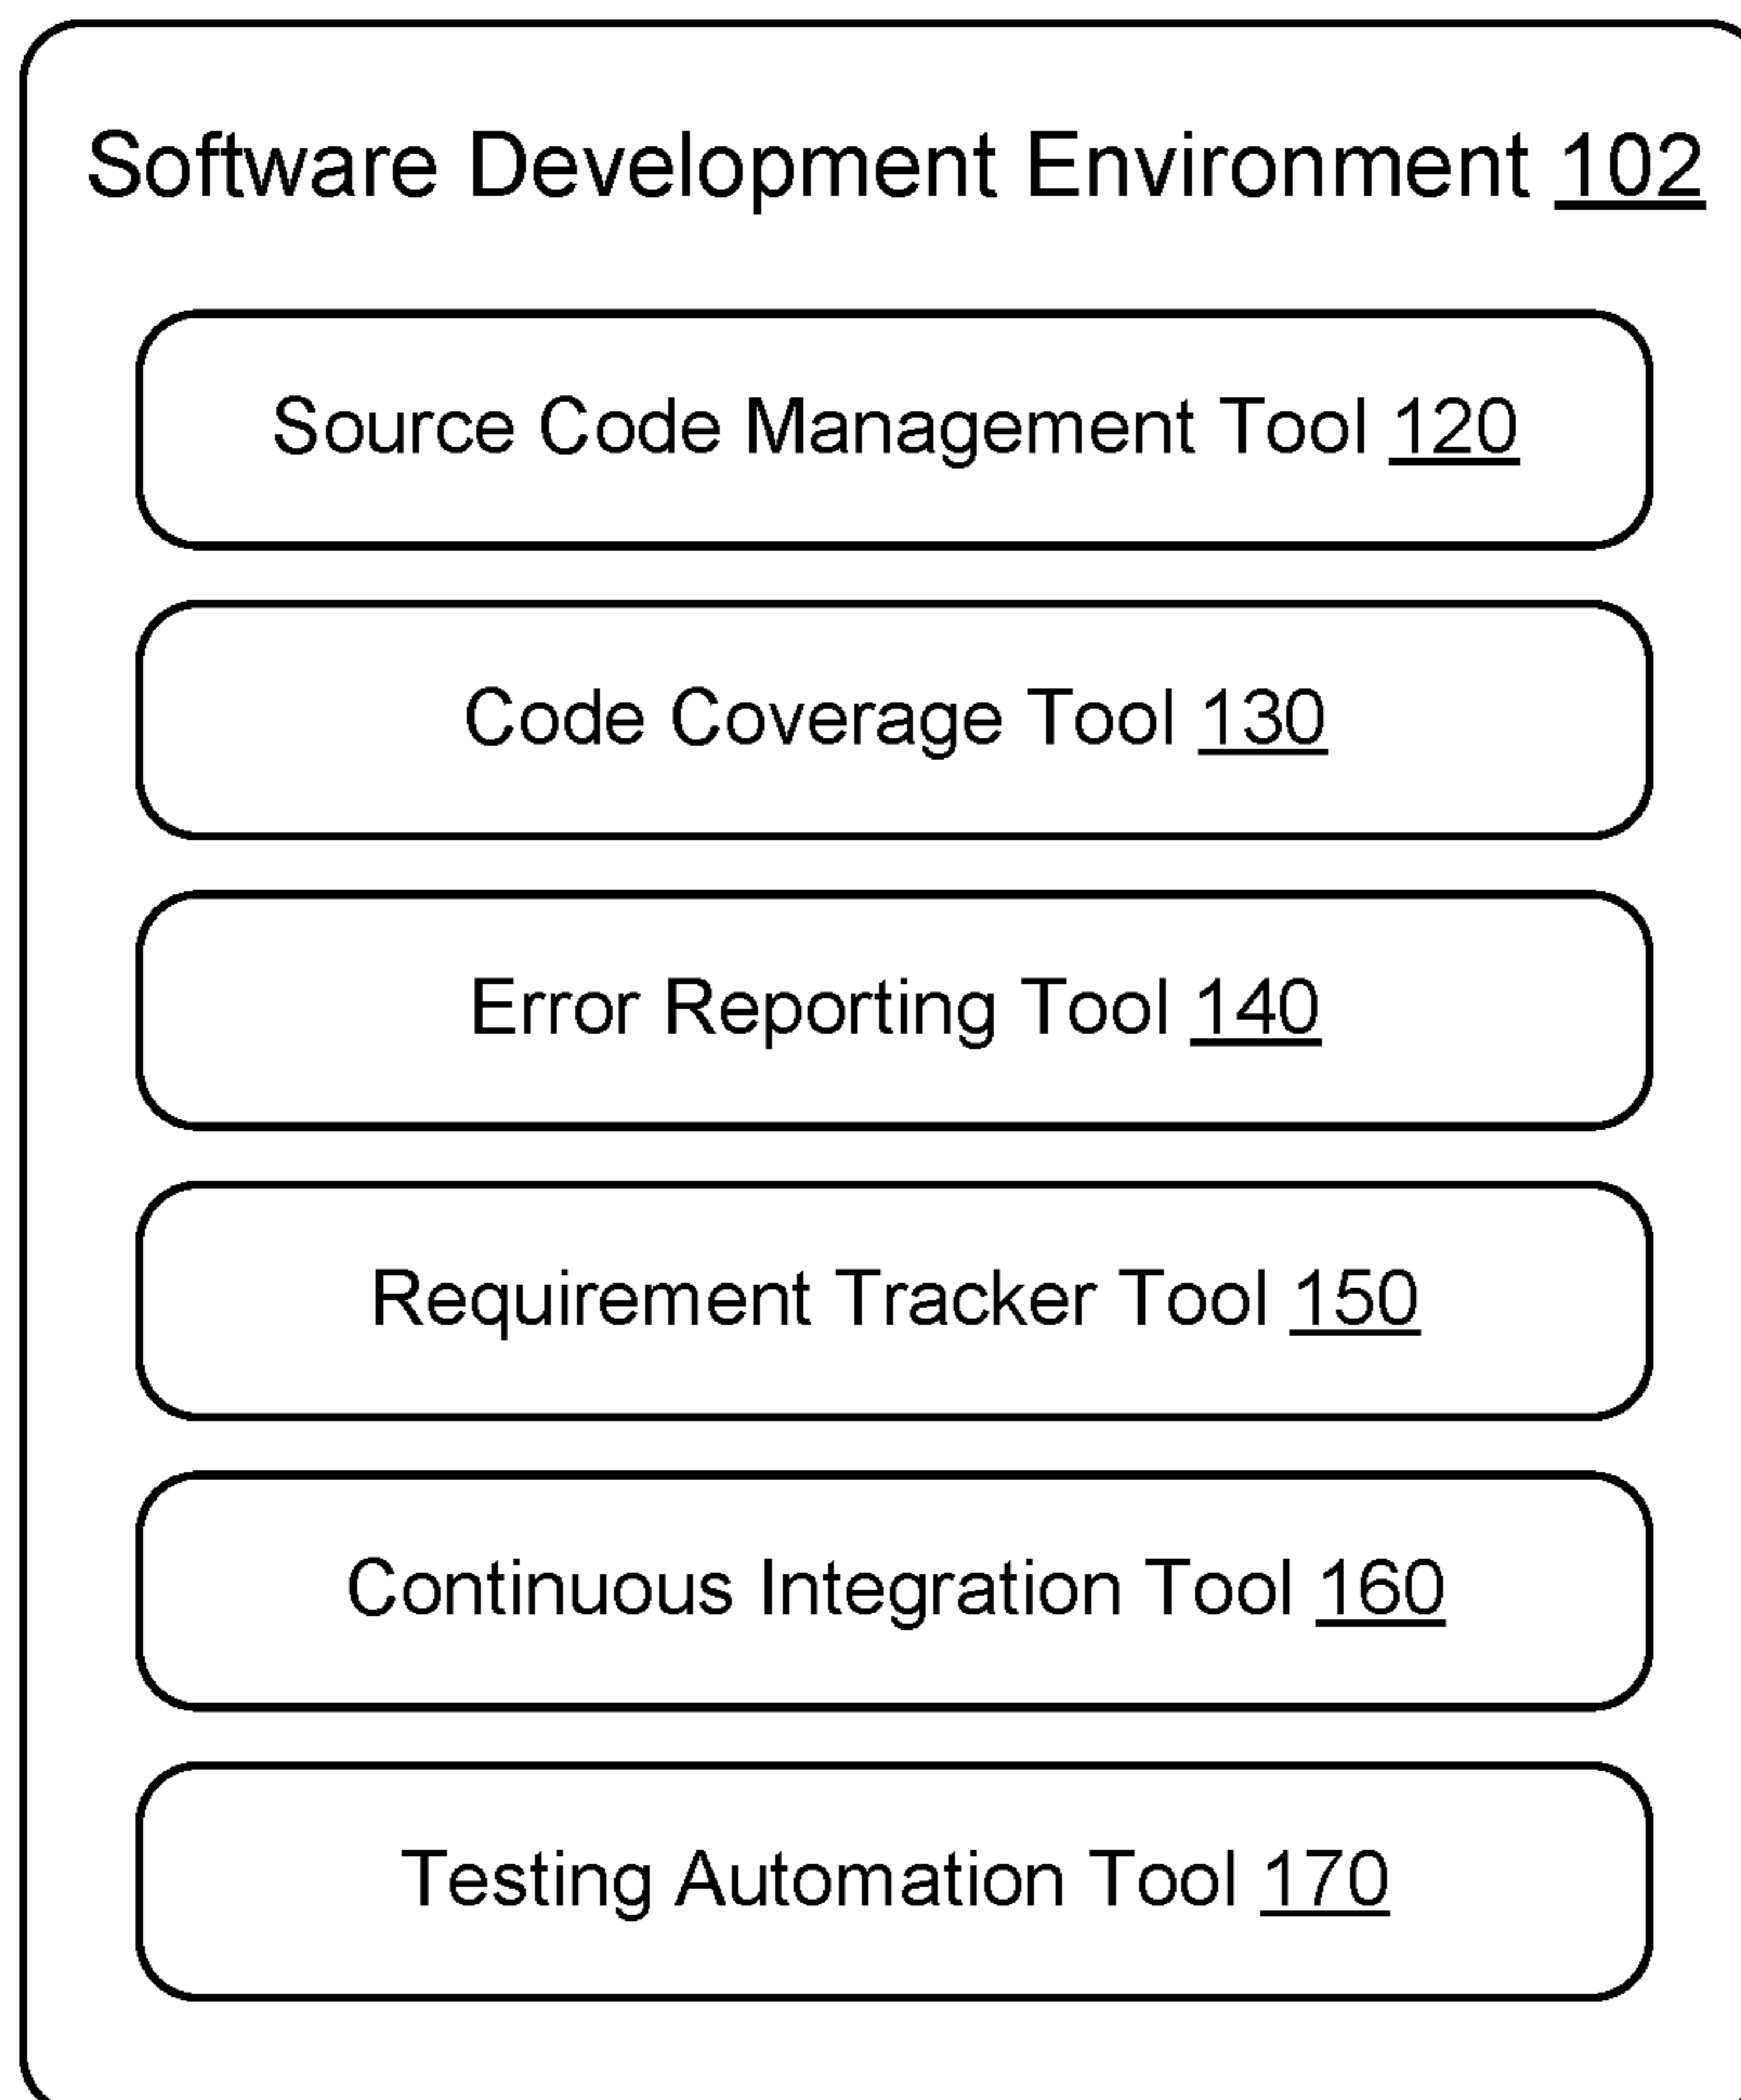 Software Development Environment 102
Source Code Management Tool 120
Code Coverage Tool 130
Error Reporting Tool 140
Requirement Tracker Tool 150
Continuous Integration Tool 160
Testing Automation Tool 170